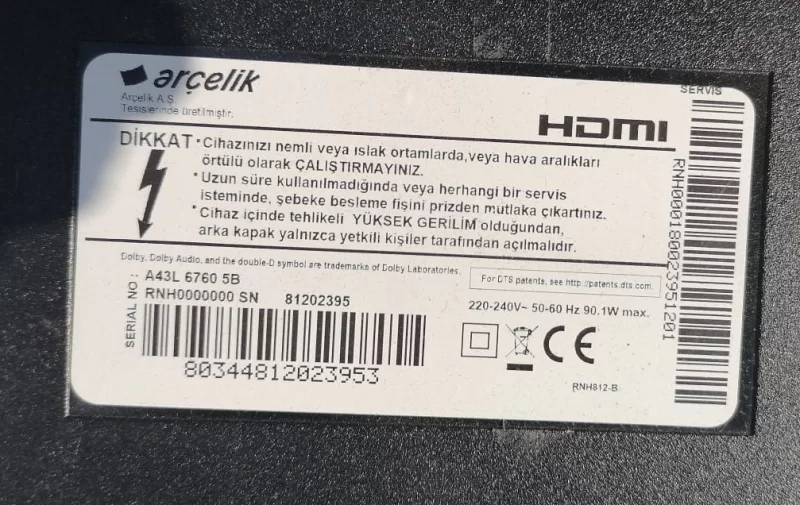 arçelik
Arçelik A.Ş.
Tesislerinde üretilmiştir.
SERVİS
HDMI
DİKKAT •Cihazınızı nemli veya ıslak ortamlarda,veya hava aralıkları
örtülü olarak ÇALIŞTIRMAYINIZ.
•Uzun süre kullanılmadığında veya herhangi bir servis
isteminde, şebeke besleme fişini prizden mutlaka çıkartınız.
•Cihaz içinde tehlikeli YÜKSEK GERİLİM olduğundan,
arka kapak yalnızca yetkili kişiler tarafından açılmalıdır.
Dolby, Dolby Audio, and the double-D symbol are trademarks of Dolby Laboratories.
For DTS patents, see http://patents.dts.com.
SERIAL NO :
A43L 6760 5B
RNH0000000 SN 81202395
80344812023953
220-240V~ 50-60 Hz 90.1W max.
CE
RNH812-B
RNH000180023951201